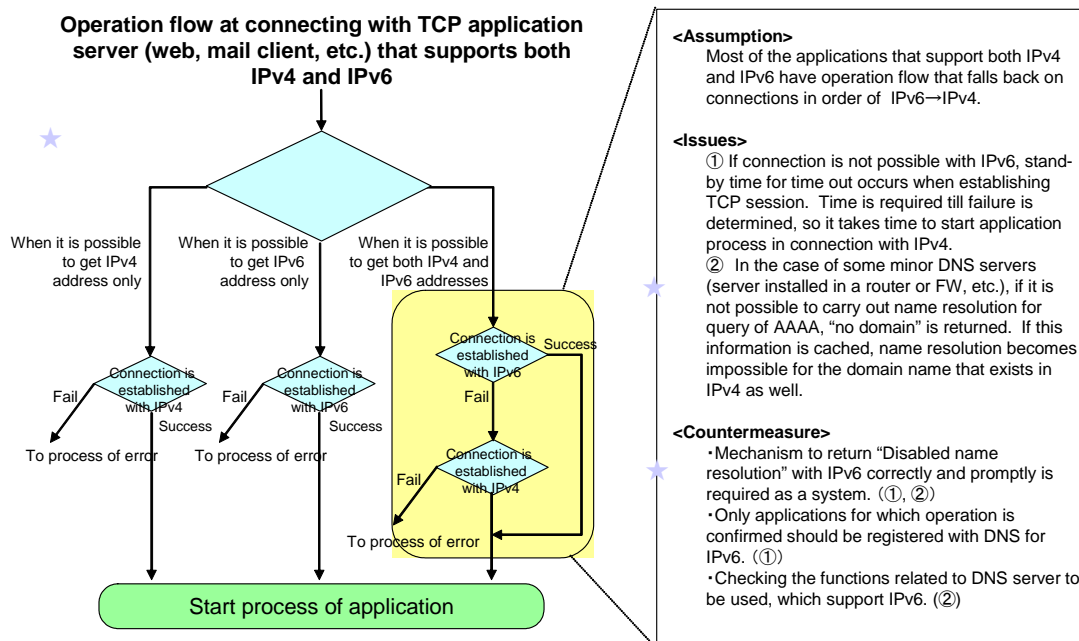 Operation flow at connecting with TCP application
server (web, mail client, etc.) that supports both
IPv4 and IPv6
When it is possible
to get IPv4
address only
When it is possible
to get IPv6
address only
When it is possible
to get both IPv4 and
IPv6 addresses
Connection is
established
with IPv4
Fail
Success
To process of error
Connection is
established
with IPv6
Fail
Success
To process of error
Connection is
established
with IPv6
Success
Fail
Connection is
established
with IPv4
Fail
To process of error
Start process of application
<Assumption>
Most of the applications that support both IPv4
and IPv6 have operation flow that falls back on
connections in order of IPv6→IPv4.
<Issues>
① If connection is not possible with IPv6, stand-
by time for time out occurs when establishing
TCP session. Time is required till failure is
determined, so it takes time to start application
process in connection with IPv4.
② In the case of some minor DNS servers
(server installed in a router or FW, etc.), if it
is not possible to carry out name resolution for
query of AAAA, “no domain” is returned. If this
information is cached, name resolution becomes
impossible for the domain name that exists in
IPv4 as well.
<Countermeasure>
・Mechanism to return “Disabled name
resolution” with IPv6 correctly and promptly is
required as a system. (①, ②)
・Only applications for which operation is
confirmed should be registered with DNS for
IPv6. (①)
・Checking the functions related to DNS server to
be used, which support IPv6. (②)